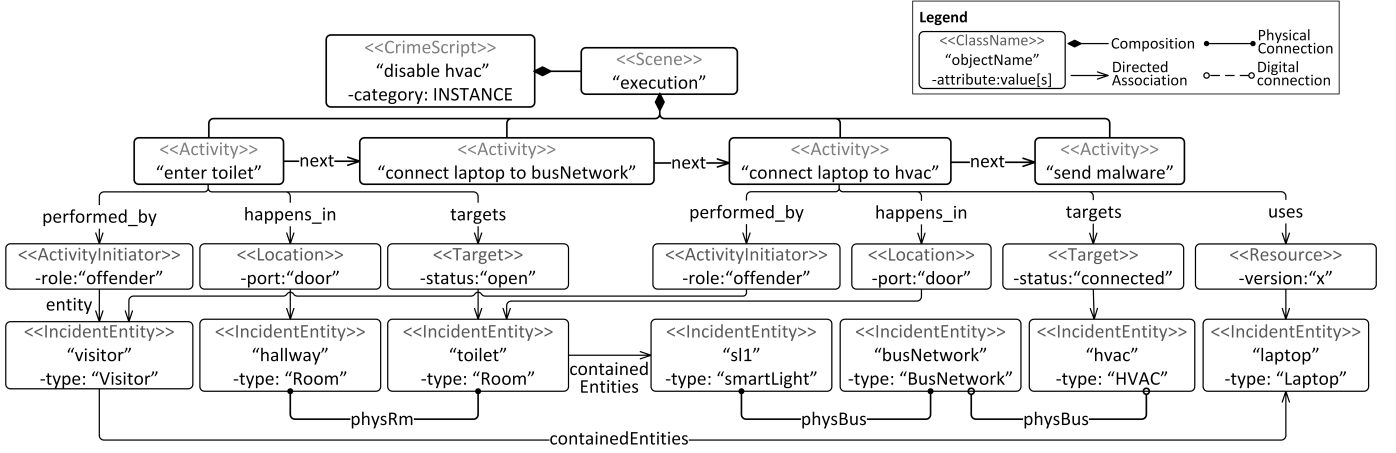 Legend
<<ClassName>>
“objectName”
-attribute:value[s]
Composition
Physical
Connection
Directed
Association
Digital
connection
<<CrimeScript>>
“disable hvac”
-category: INSTANCE
<<Scene>>
“execution”
<<Activity>>
“enter toilet”
next
<<Activity>>
“connect laptop to busNetwork”
next
<<Activity>>
“connect laptop to hvac”
next
<<Activity>>
“send malware”
performed_by
happens_in
targets
performed_by
happens_in
targets
uses
<<ActivityInitiator>>
-role:“offender”
<<Location>>
-port:“door”
<<Target>>
-status:“open”
<<ActivityInitiator>>
-role:“offender”
<<Location>>
-port:“door”
<<Target>>
-status:“connected”
<<Resource>>
-version:“x”
entity
<<IncidentEntity>>
“visitor”
-type: “Visitor”
<<IncidentEntity>>
“hallway”
-type: “Room”
<<IncidentEntity>>
“toilet”
-type: “Room”
contained
Entities
<<IncidentEntity>>
“sl1”
-type: “smartLight”
<<IncidentEntity>>
“busNetwork”
-type: “BusNetwork”
<<IncidentEntity>>
“hvac”
-type: “HVAC”
<<IncidentEntity>>
“laptop”
-type: “Laptop”
physRm
physBus
physBus
containedEntities